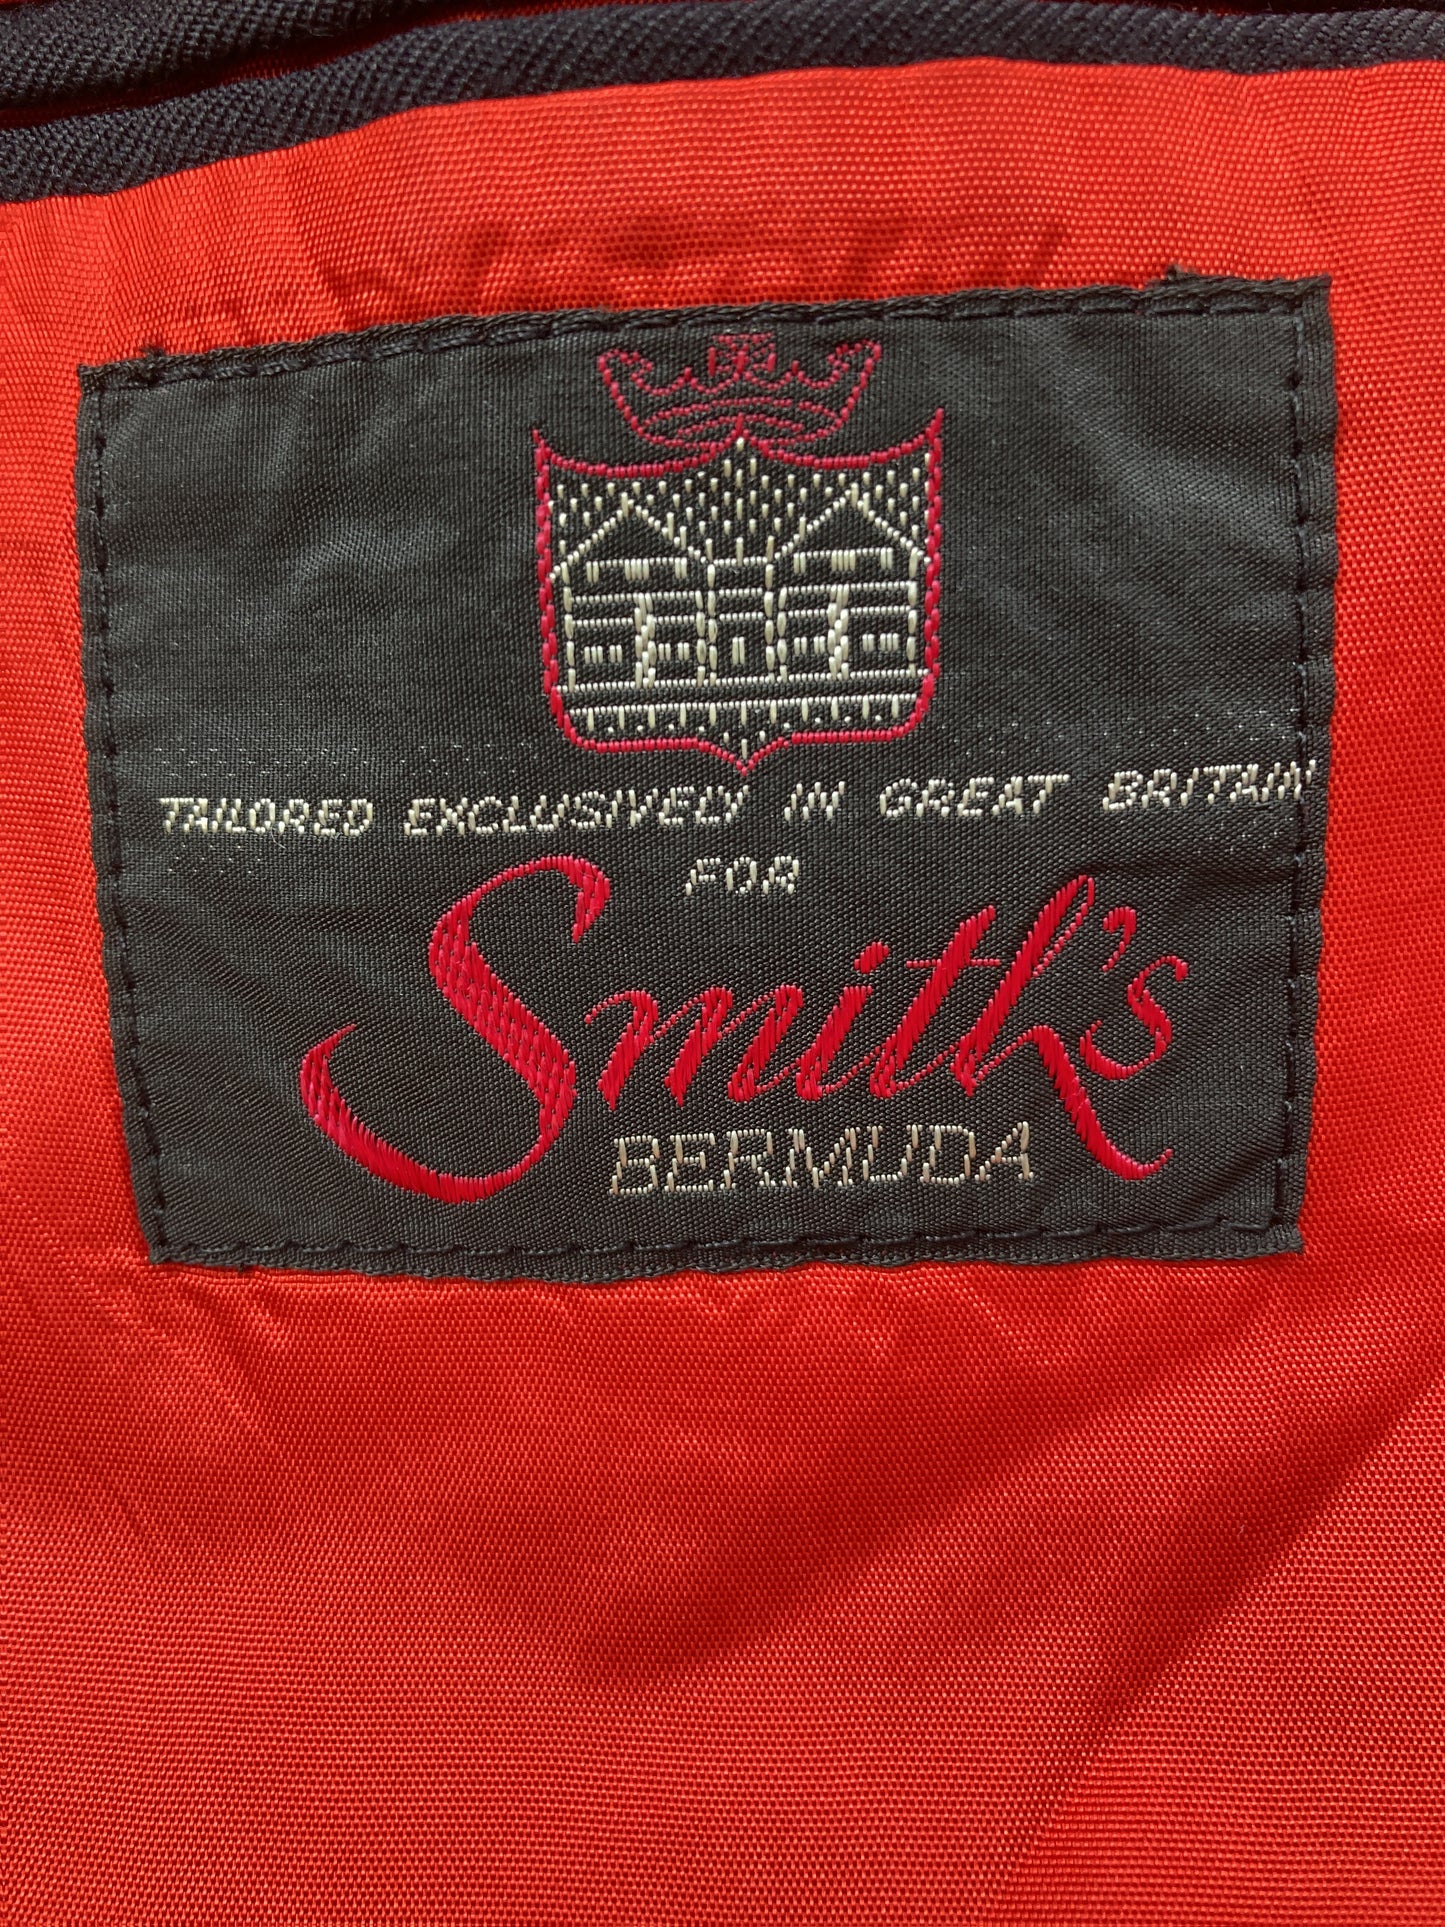 TAILORED EXCLUSIVELY IN GREAT BRITAIN
FOR
Smith's
BERMUDA